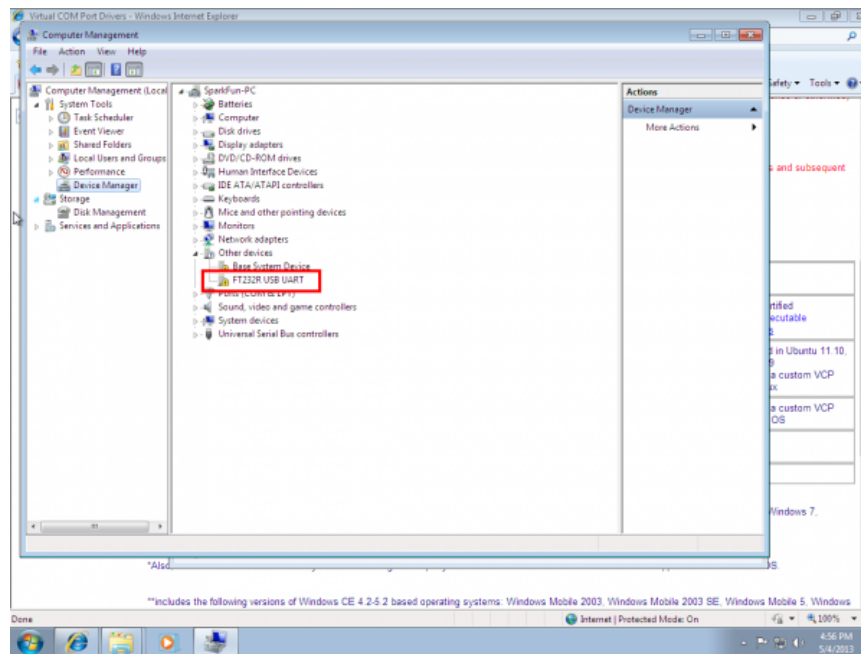 Virtual COM Port Drivers - Windows Internet Explorer
Computer Management
File Action View Help
Safety Tools
Computer Management (Local
System Tools
Task Scheduler
Event Viewer
Shared Folders
Local Users and Groups
Performance
Device Manager
Storage
Disk Management
Services and Applications
SparkFun-PC
Batteries
Computer
Disk drives
Display adapters
DVD/CD-ROM drives
Human Interface Devices
IDE ATA/ATAPI controllers
Keyboards
Mice and other pointing devices
Monitors
Network adapters
Other devices
Base System Device
FT232R USB UART
Ports (COM & LPT)
Sound, video and game controllers
System devices
Universal Serial Bus controllers
Actions
Device Manager
More Actions
and subsequent
in Ubuntu 11.10,
a custom VCP
a custom VCP
OS
Windows 7,
*Also
**includes the following versions of Windows CE 4.2-5.2 based operating systems: Windows Mobile 2003, Windows Mobile 2003 SE, Windows Mobile 5, Windows
Done
Internet | Protected Mode: On
100%
4:56 PM
5/4/2013